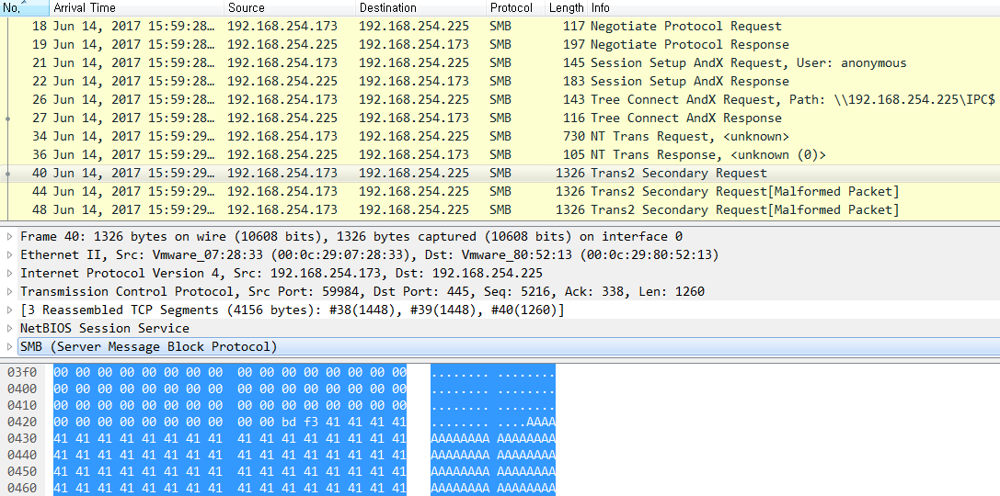 No. Arrival Time Source Destination Protocol Length Info
18 Jun 14, 2017 15:59:28… 192.168.254.173 192.168.254.225 SMB 117 Negotiate Protocol Request
19 Jun 14, 2017 15:59:28… 192.168.254.225 192.168.254.173 SMB 197 Negotiate Protocol Response
21 Jun 14, 2017 15:59:28… 192.168.254.173 192.168.254.225 SMB 145 Session Setup AndX Request, User: anonymous
22 Jun 14, 2017 15:59:28… 192.168.254.225 192.168.254.173 SMB 183 Session Setup AndX Response
26 Jun 14, 2017 15:59:28… 192.168.254.173 192.168.254.225 SMB 143 Tree Connect AndX Request, Path: \\192.168.254.225\IPC$
27 Jun 14, 2017 15:59:28… 192.168.254.225 192.168.254.173 SMB 116 Tree Connect AndX Response
34 Jun 14, 2017 15:59:28… 192.168.254.173 192.168.254.225 SMB 730 NT Trans Request, <unknown>
36 Jun 14, 2017 15:59:29… 192.168.254.225 192.168.254.173 SMB 105 NT Trans Response, <unknown (0)>
40 Jun 14, 2017 15:59:29… 192.168.254.173 192.168.254.225 SMB 1326 Trans2 Secondary Request
44 Jun 14, 2017 15:59:29… 192.168.254.173 192.168.254.225 SMB 1326 Trans2 Secondary Request[Malformed Packet]
48 Jun 14, 2017 15:59:29… 192.168.254.173 192.168.254.225 SMB 1326 Trans2 Secondary Request[Malformed Packet]
Frame 40: 1326 bytes on wire (10608 bits), 1326 bytes captured (10608 bits) on interface 0
Ethernet II, Src: Vmware_07:28:33 (00:0c:29:07:28:33), Dst: Vmware_80:52:13 (00:0c:29:80:52:13)
Internet Protocol Version 4, Src: 192.168.254.173, Dst: 192.168.254.225
Transmission Control Protocol, Src Port: 59984, Dst Port: 445, Seq: 5216, Ack: 338, Len: 1260
[3 Reassembled TCP Segments (4156 bytes): #38(1448), #39(1448), #40(1260)]
NetBIOS Session Service
SMB (Server Message Block Protocol)
03f0 00 00 00 00 00 00 00 00 00 00 00 00 00 00 00 00 ........ ........
0400 00 00 00 00 00 00 00 00 00 00 00 00 00 00 00 00 ........ ........
0410 00 00 00 00 00 00 00 00 00 00 00 00 00 00 00 00 ........ ........
0420 00 00 00 00 00 00 00 00 00 00 bd f3 41 41 41 41 ........ ....AAAA
0430 41 41 41 41 41 41 41 41 41 41 41 41 41 41 41 41 AAAAAAAA AAAAAAAA
0440 41 41 41 41 41 41 41 41 41 41 41 41 41 41 41 41 AAAAAAAA AAAAAAAA
0450 41 41 41 41 41 41 41 41 41 41 41 41 41 41 41 41 AAAAAAAA AAAAAAAA
0460 41 41 41 41 41 41 41 41 41 41 41 41 41 41 41 41 AAAAAAAA AAAAAAAA